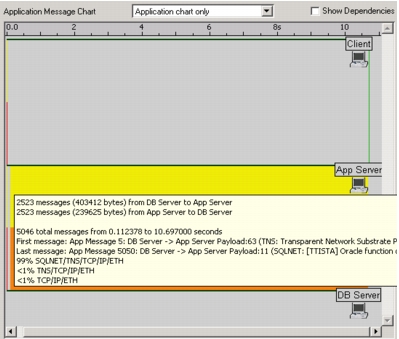 Application Message Chart
Application chart only
Show Dependencies
0.0 2 4 6 8s 10
Client
App Server
2523 messages (403412 bytes) from DB Server to App Server
2523 messages (239625 bytes) from App Server to DB Server
5046 total messages from 0.112378 to 10.697000 seconds
First message: App Message 5: DB Server -> App Server Payload:63 (TNS: Transparent Network Substrate P
Last message: App Message 5050: DB Server -> App Server Payload:11 (SQLNET: [TTISTA] Oracle function c
99% SQLNET/TNS/TCP/IP/ETH
<1% TNS/TCP/IP/ETH
<1% TCP/IP/ETH
DB Server